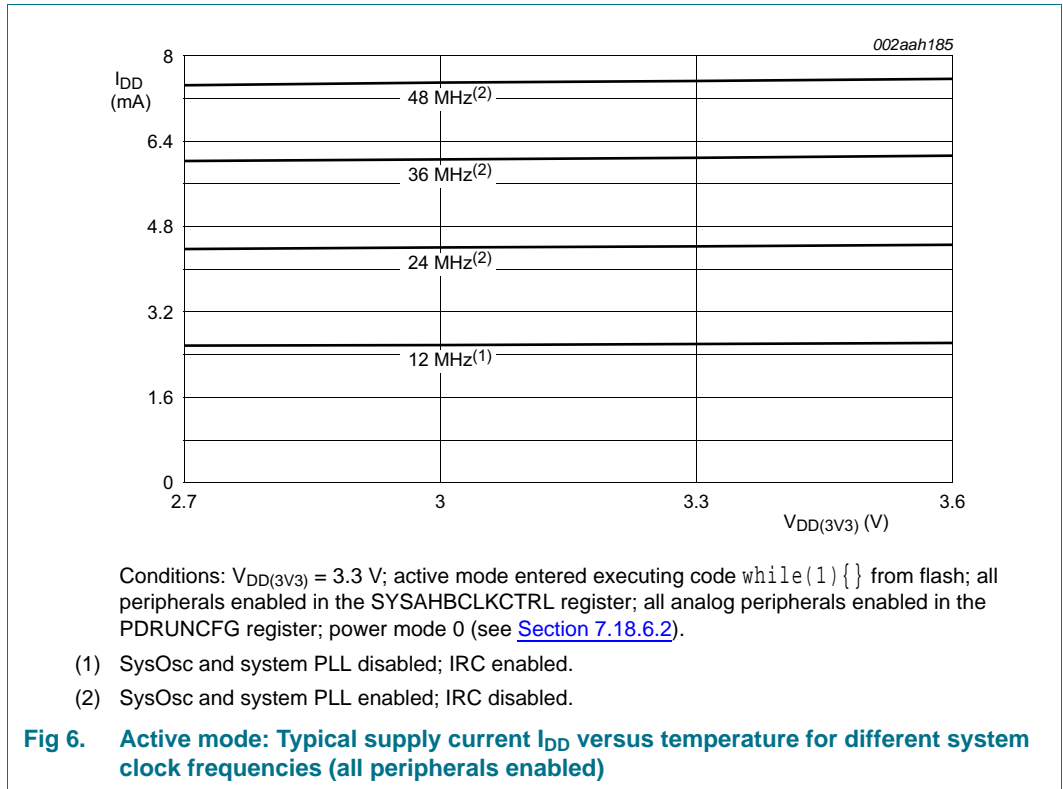 002aah185
8
IDD
(mA)
48 MHz(2)
6.4
36 MHz(2)
4.8
24 MHz(2)
3.2
12 MHz(1)
1.6
0
2.7 3 3.3 3.6
VDD(3V3) (V)
Conditions: VDD(3V3) = 3.3 V; active mode entered executing code while(1){} from flash; all
peripherals enabled in the SYSAHBCLKCTRL register; all analog peripherals enabled in the
PDRUNCFG register; power mode 0 (see Section 7.18.6.2).
(1) SysOsc and system PLL disabled; IRC enabled.
(2) SysOsc and system PLL enabled; IRC disabled.
Fig 6. Active mode: Typical supply current IDD versus temperature for different system
clock frequencies (all peripherals enabled)